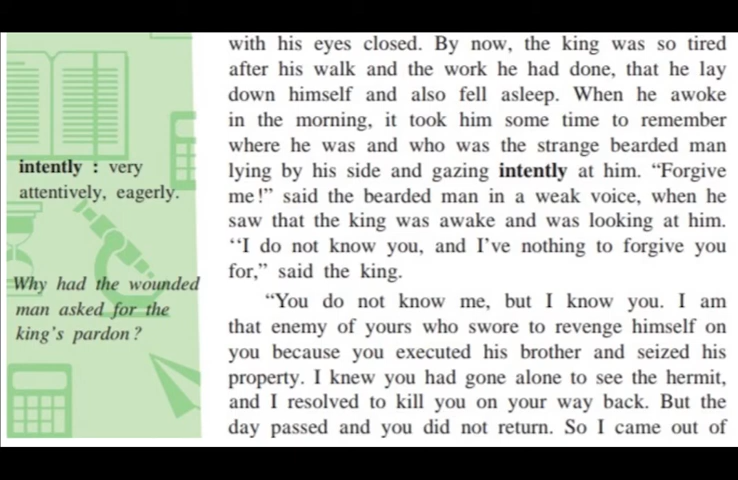 with his eyes closed. By now, the king was so tired
after his walk and the work he had done, that he lay
down himself and also fell asleep. When he awoke
in the morning, it took him some time to remember
where he was and who was the strange bearded man
lying by his side and gazing intently at him. “Forgive
me!” said the bearded man in a weak voice, when he
saw that the king was awake and was looking at him.
‘‘I do not know you, and I’ve nothing to forgive you
for,” said the king.
“You do not know me, but I know you. I am
that enemy of yours who swore to revenge himself on
you because you executed his brother and seized his
property. I knew you had gone alone to see the hermit,
and I resolved to kill you on your way back. But the
day passed and you did not return. So I came out of
intently : very
attentively, eagerly.
Why had the wounded
man asked for the
king’s pardon?